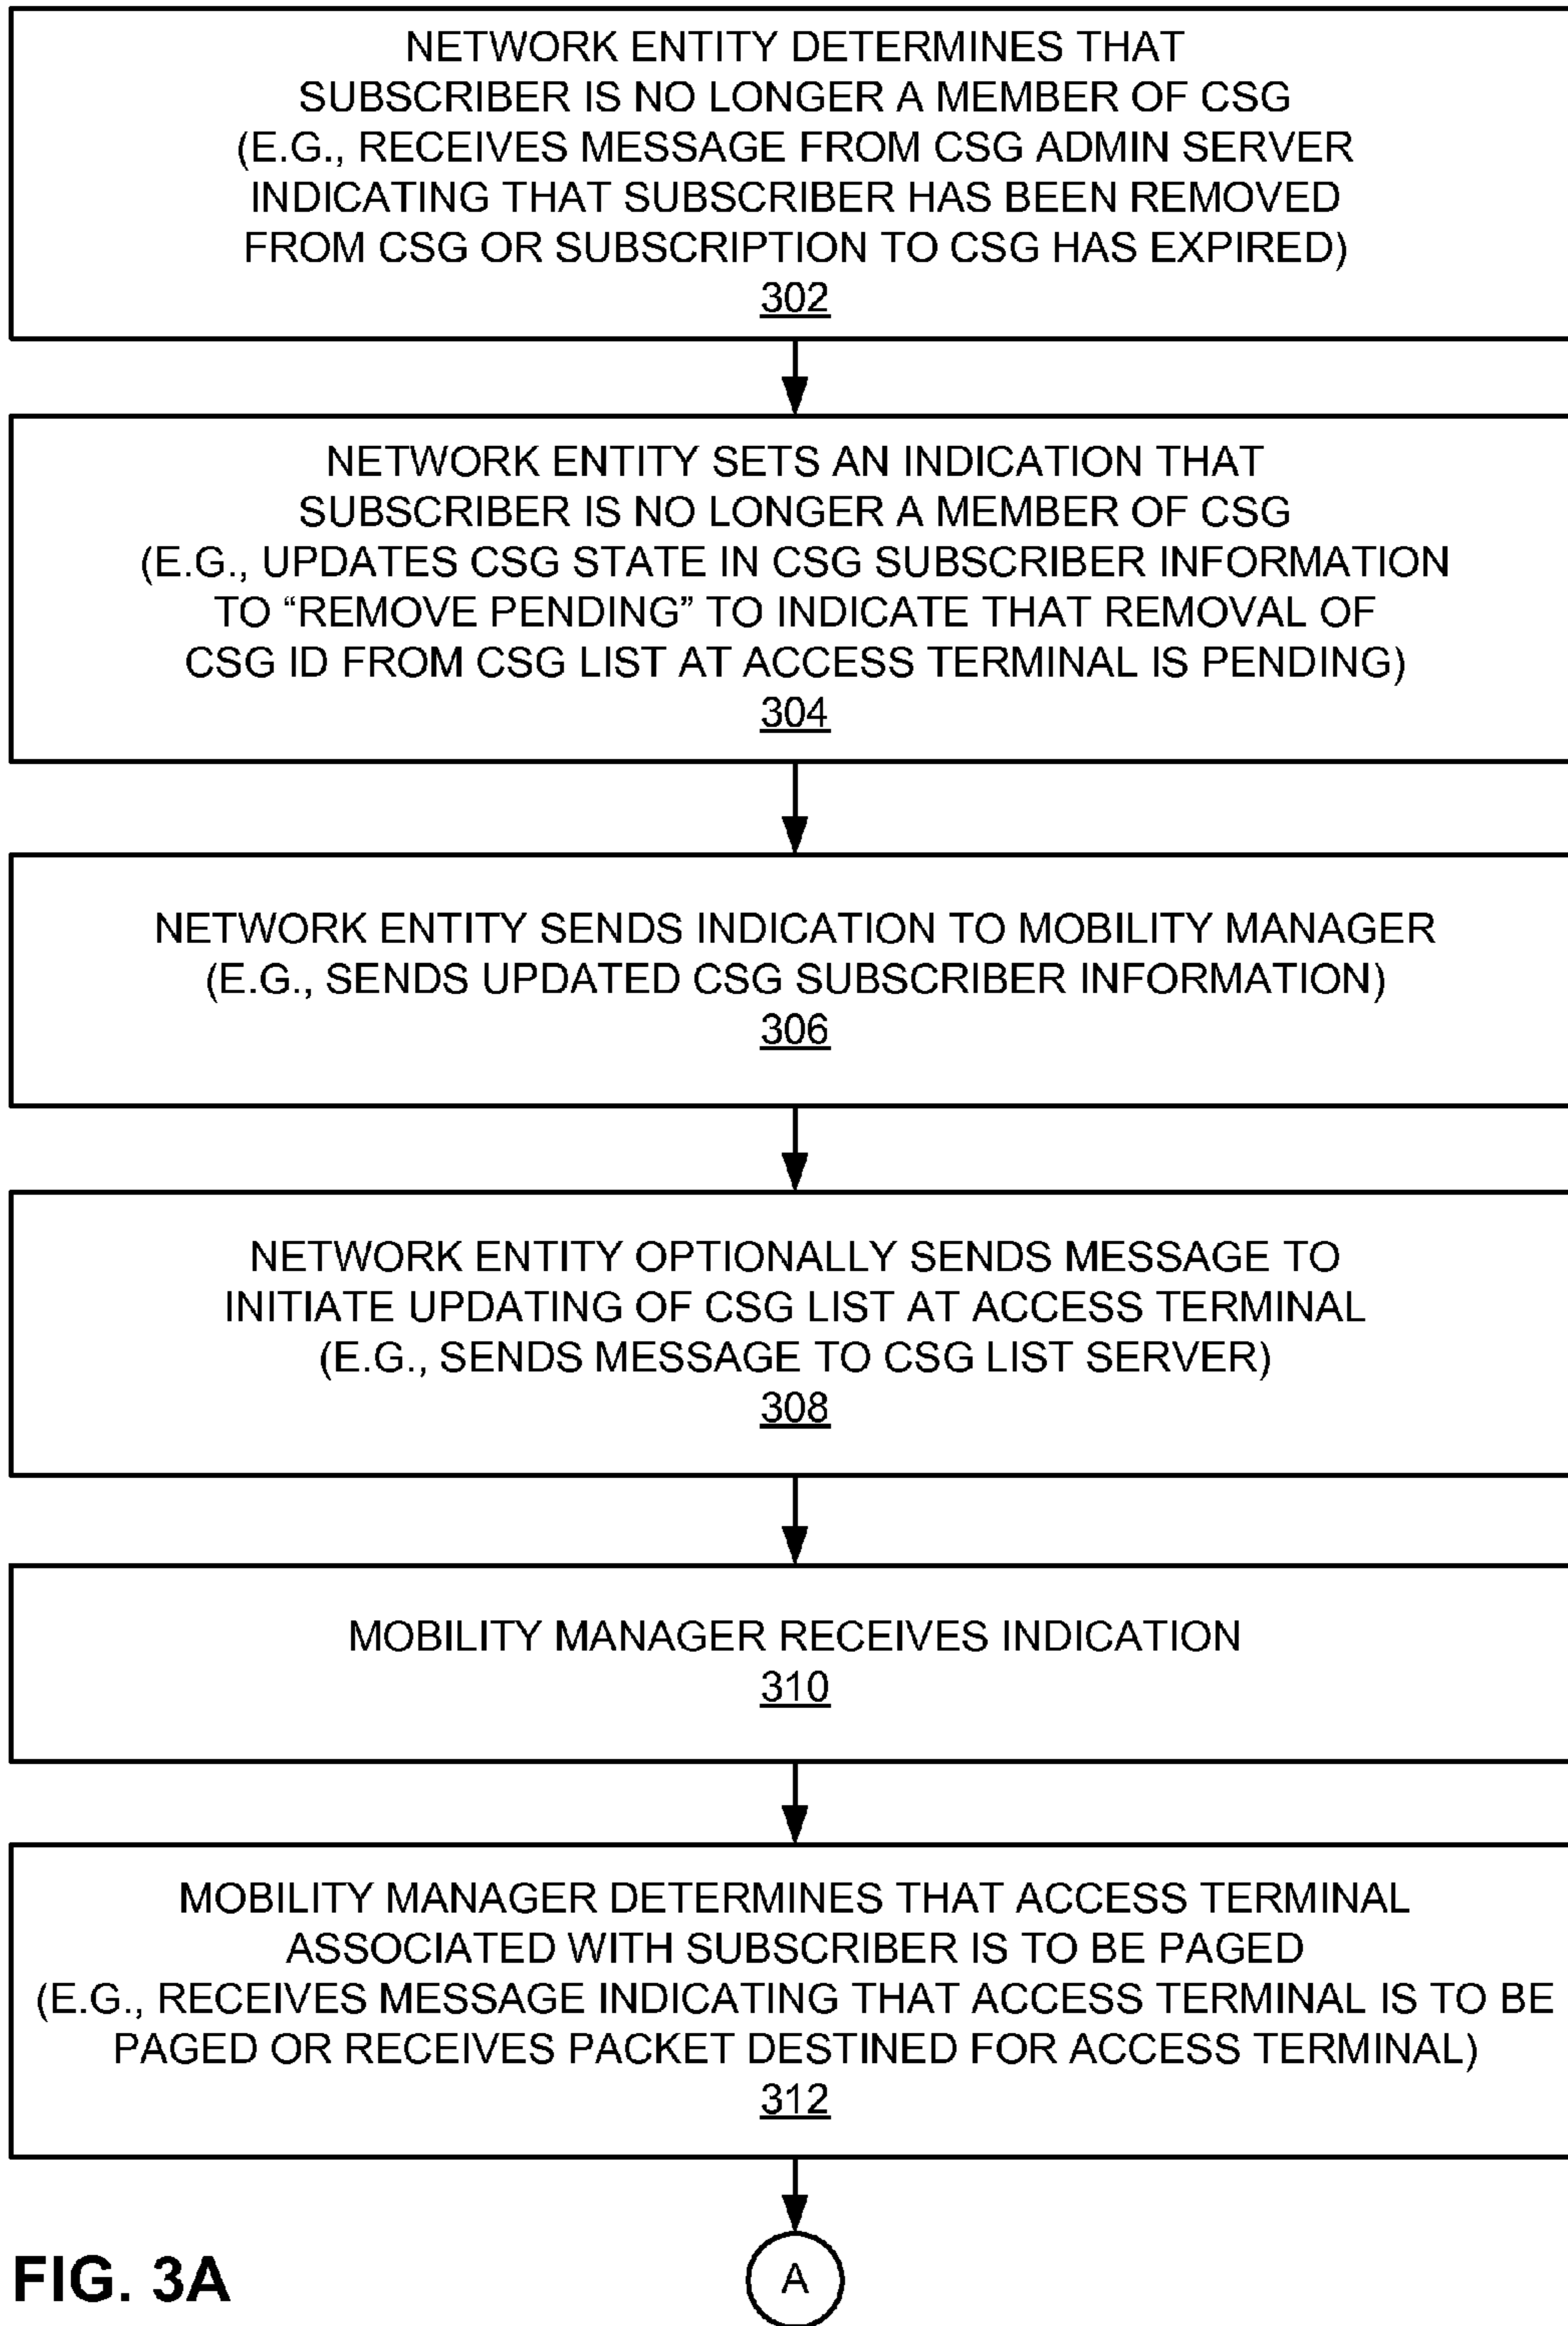 NETWORK ENTITY DETERMINES THAT
SUBSCRIBER IS NO LONGER A MEMBER OF CSG
(E.G., RECEIVES MESSAGE FROM CSG ADMIN SERVER
INDICATING THAT SUBSCRIBER HAS BEEN REMOVED
FROM CSG OR SUBSCRIPTION TO CSG HAS EXPIRED)
302
NETWORK ENTITY SETS AN INDICATION THAT
SUBSCRIBER IS NO LONGER A MEMBER OF CSG
(E.G., UPDATES CSG STATE IN CSG SUBSCRIBER INFORMATION
TO “REMOVE PENDING” TO INDICATE THAT REMOVAL OF
CSG ID FROM CSG LIST AT ACCESS TERMINAL IS PENDING)
304
NETWORK ENTITY SENDS INDICATION TO MOBILITY MANAGER
(E.G., SENDS UPDATED CSG SUBSCRIBER INFORMATION)
306
NETWORK ENTITY OPTIONALLY SENDS MESSAGE TO
INITIATE UPDATING OF CSG LIST AT ACCESS TERMINAL
(E.G., SENDS MESSAGE TO CSG LIST SERVER)
308
MOBILITY MANAGER RECEIVES INDICATION
310
MOBILITY MANAGER DETERMINES THAT ACCESS TERMINAL
ASSOCIATED WITH SUBSCRIBER IS TO BE PAGED
(E.G., RECEIVES MESSAGE INDICATING THAT ACCESS TERMINAL IS TO BE
PAGED OR RECEIVES PACKET DESTINED FOR ACCESS TERMINAL)
312
A
FIG. 3A